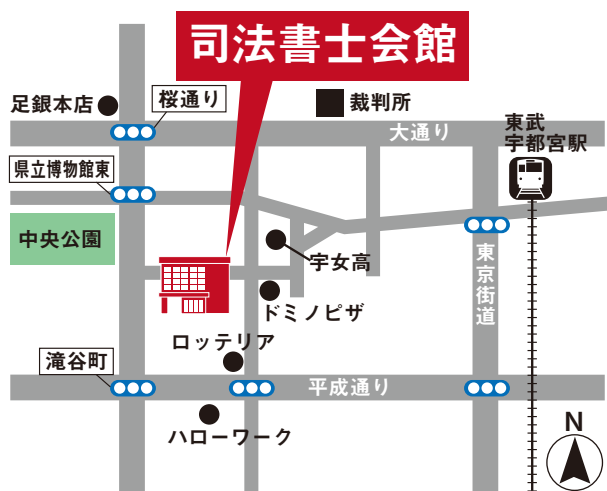 司法書士会館
足銀本店
桜通り
裁判所
大通り
東武
宇都宮駅
県立博物館東
中央公園
宇女高
東京街道
ドミノピザ
ロッテリア
滝谷町
平成通り
ハローワーク
N